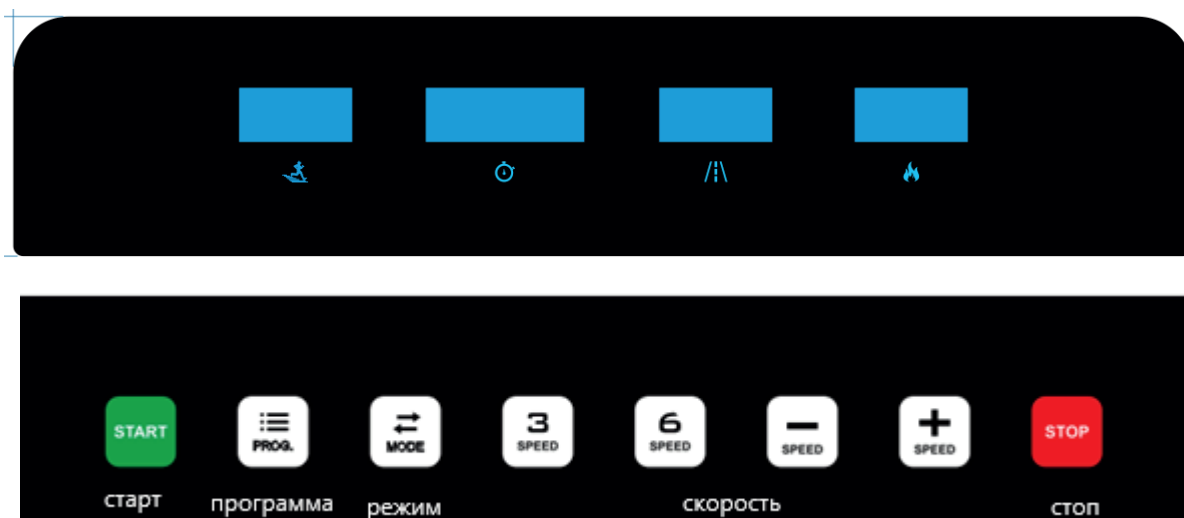 START
PROG.
MODE
3
SPEED
6
SPEED
−
SPEED
+
SPEED
STOP
старт
программа
режим
скорость
стоп